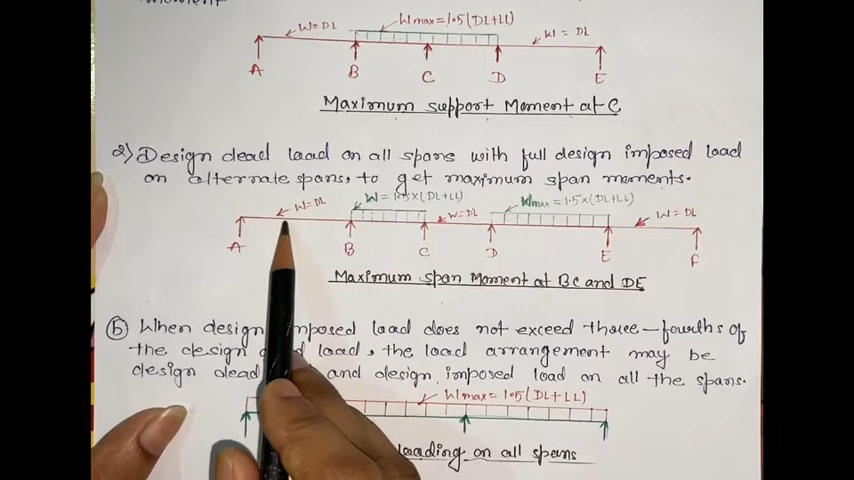 moment
W=DL
Wmax=1.5(DL+LL)
W = DL
A B C D E
Maximum support Moment at C
2) Design dead load on all spans with full design imposed load
on alternate spans, to get maximum span moments.
W=DL
W = 1.5x(DL+LL)
W=DL
Wmax = 1.5x(DL+LL)
W = DL
A B C D E F
Maximum span Moment at BC and DE
(b) When design imposed load does not exceed three-fourths of
the design load, the load arrangement may be
design dead and design imposed load on all the spans.
Wmax = 1.5(DL+LL)
loading on all spans